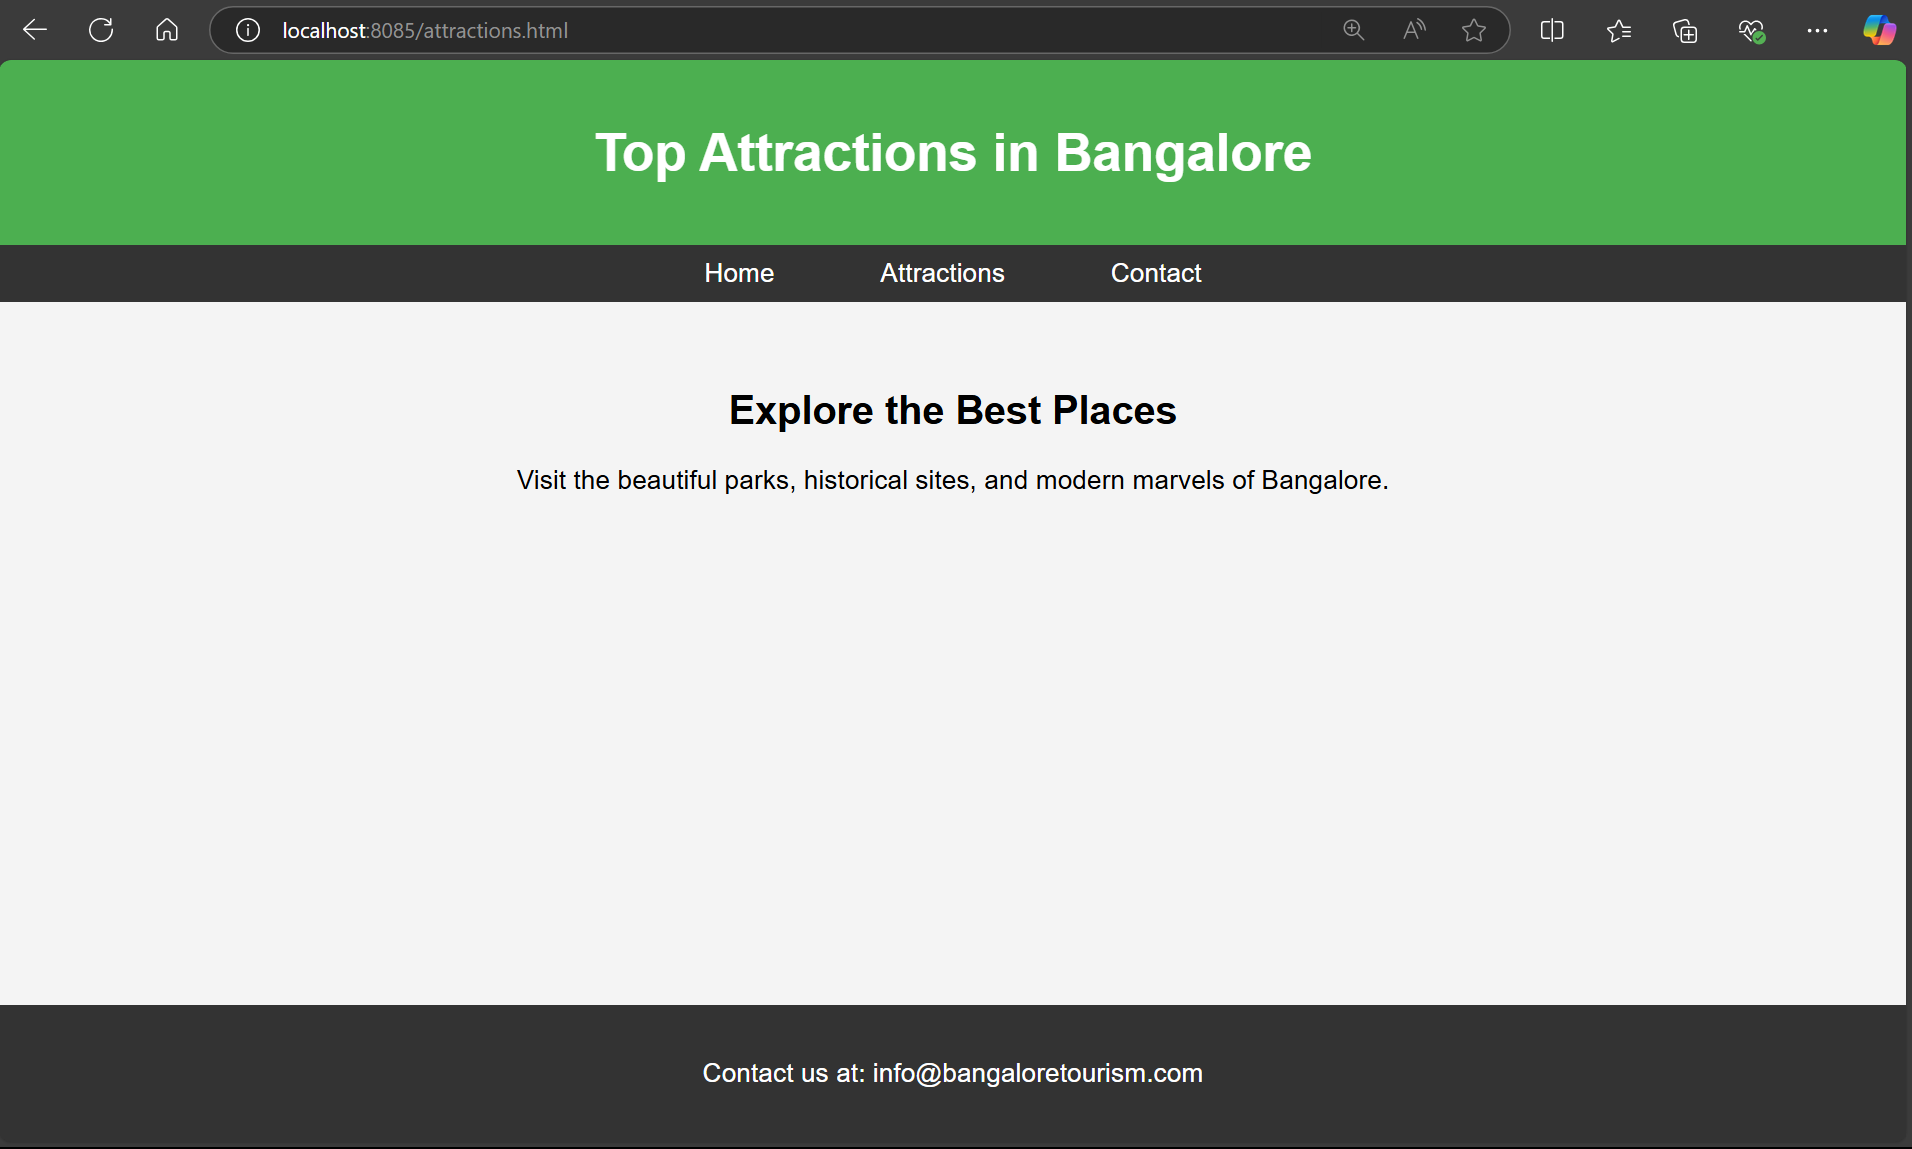 localhost:8085/attractions.html
Top Attractions in Bangalore
Home Attractions Contact
Explore the Best Places
Visit the beautiful parks, historical sites, and modern marvels of Bangalore.
Contact us at: info@bangaloretourism.com